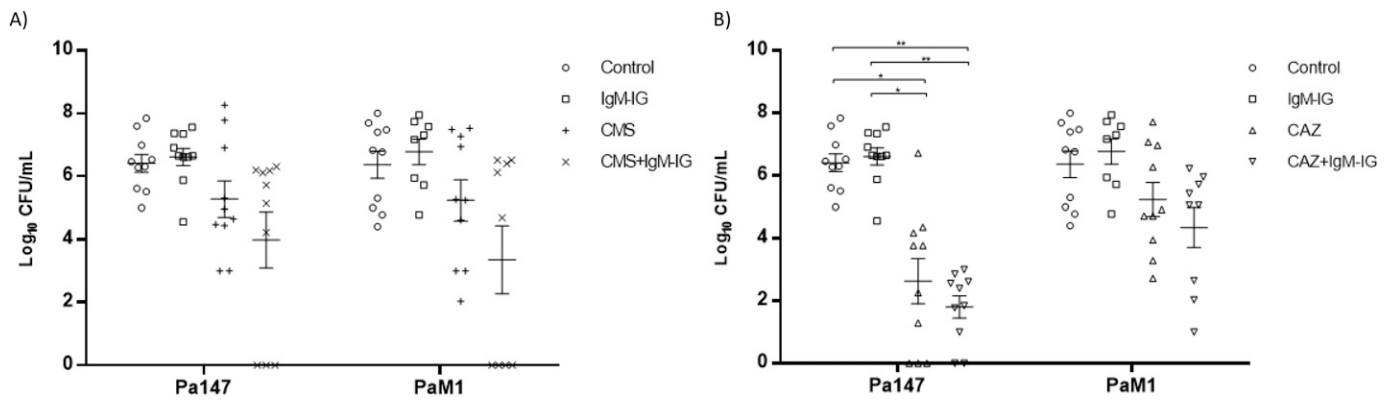 A)
10
8
6
4
2
0
Log10 CFU/mL
Pa147
PaM1
Control
IgM-IG
CMS
CMS+IgM-IG
B)
10
8
6
4
2
0
Log10 CFU/mL
**
**
*
*
Pa147
PaM1
Control
IgM-IG
CAZ
CAZ+IgM-IG